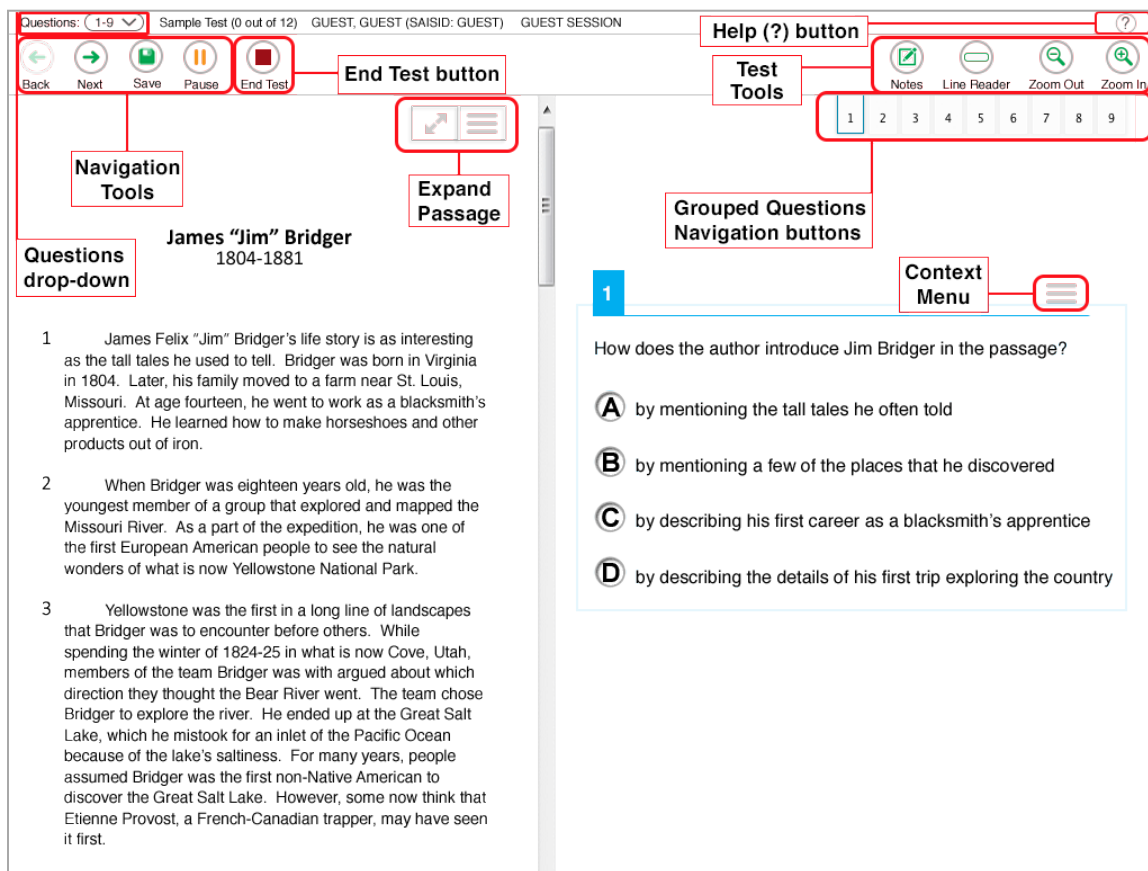 Questions: 1-9 Sample Test (0 out of 12) GUEST, GUEST (SAISID: GUEST) GUEST SESSION
Help (?) button
?
Back Next Save Pause End Test
End Test button
Test
Tools
Notes Line Reader Zoom Out Zoom In
1 2 3 4 5 6 7 8 9
Navigation
Tools
Expand
Passage
Grouped Questions
Navigation buttons
Questions
drop-down
James “Jim” Bridger
1804-1881
Context
Menu
1 James Felix “Jim” Bridger’s life story is as interesting
as the tall tales he used to tell. Bridger was born in Virginia
in 1804. Later, his family moved to a farm near St. Louis,
Missouri. At age fourteen, he went to work as a blacksmith’s
apprentice. He learned how to make horseshoes and other
products out of iron.
2 When Bridger was eighteen years old, he was the
youngest member of a group that explored and mapped the
Missouri River. As a part of the expedition, he was one of
the first European American people to see the natural
wonders of what is now Yellowstone National Park.
3 Yellowstone was the first in a long line of landscapes
that Bridger was to encounter before others. While
spending the winter of 1824-25 in what is now Cove, Utah,
members of the team Bridger was with argued about which
direction they thought the Bear River went. The team chose
Bridger to explore the river. He ended up at the Great Salt
Lake, which he mistook for an inlet of the Pacific Ocean
because of the lake’s saltiness. For many years, people
assumed Bridger was the first non-Native American to
discover the Great Salt Lake. However, some now think that
Etienne Provost, a French-Canadian trapper, may have seen
it first.
1
How does the author introduce Jim Bridger in the passage?
A by mentioning the tall tales he often told
B by mentioning a few of the places that he discovered
C by describing his first career as a blacksmith’s apprentice
D by describing the details of his first trip exploring the country